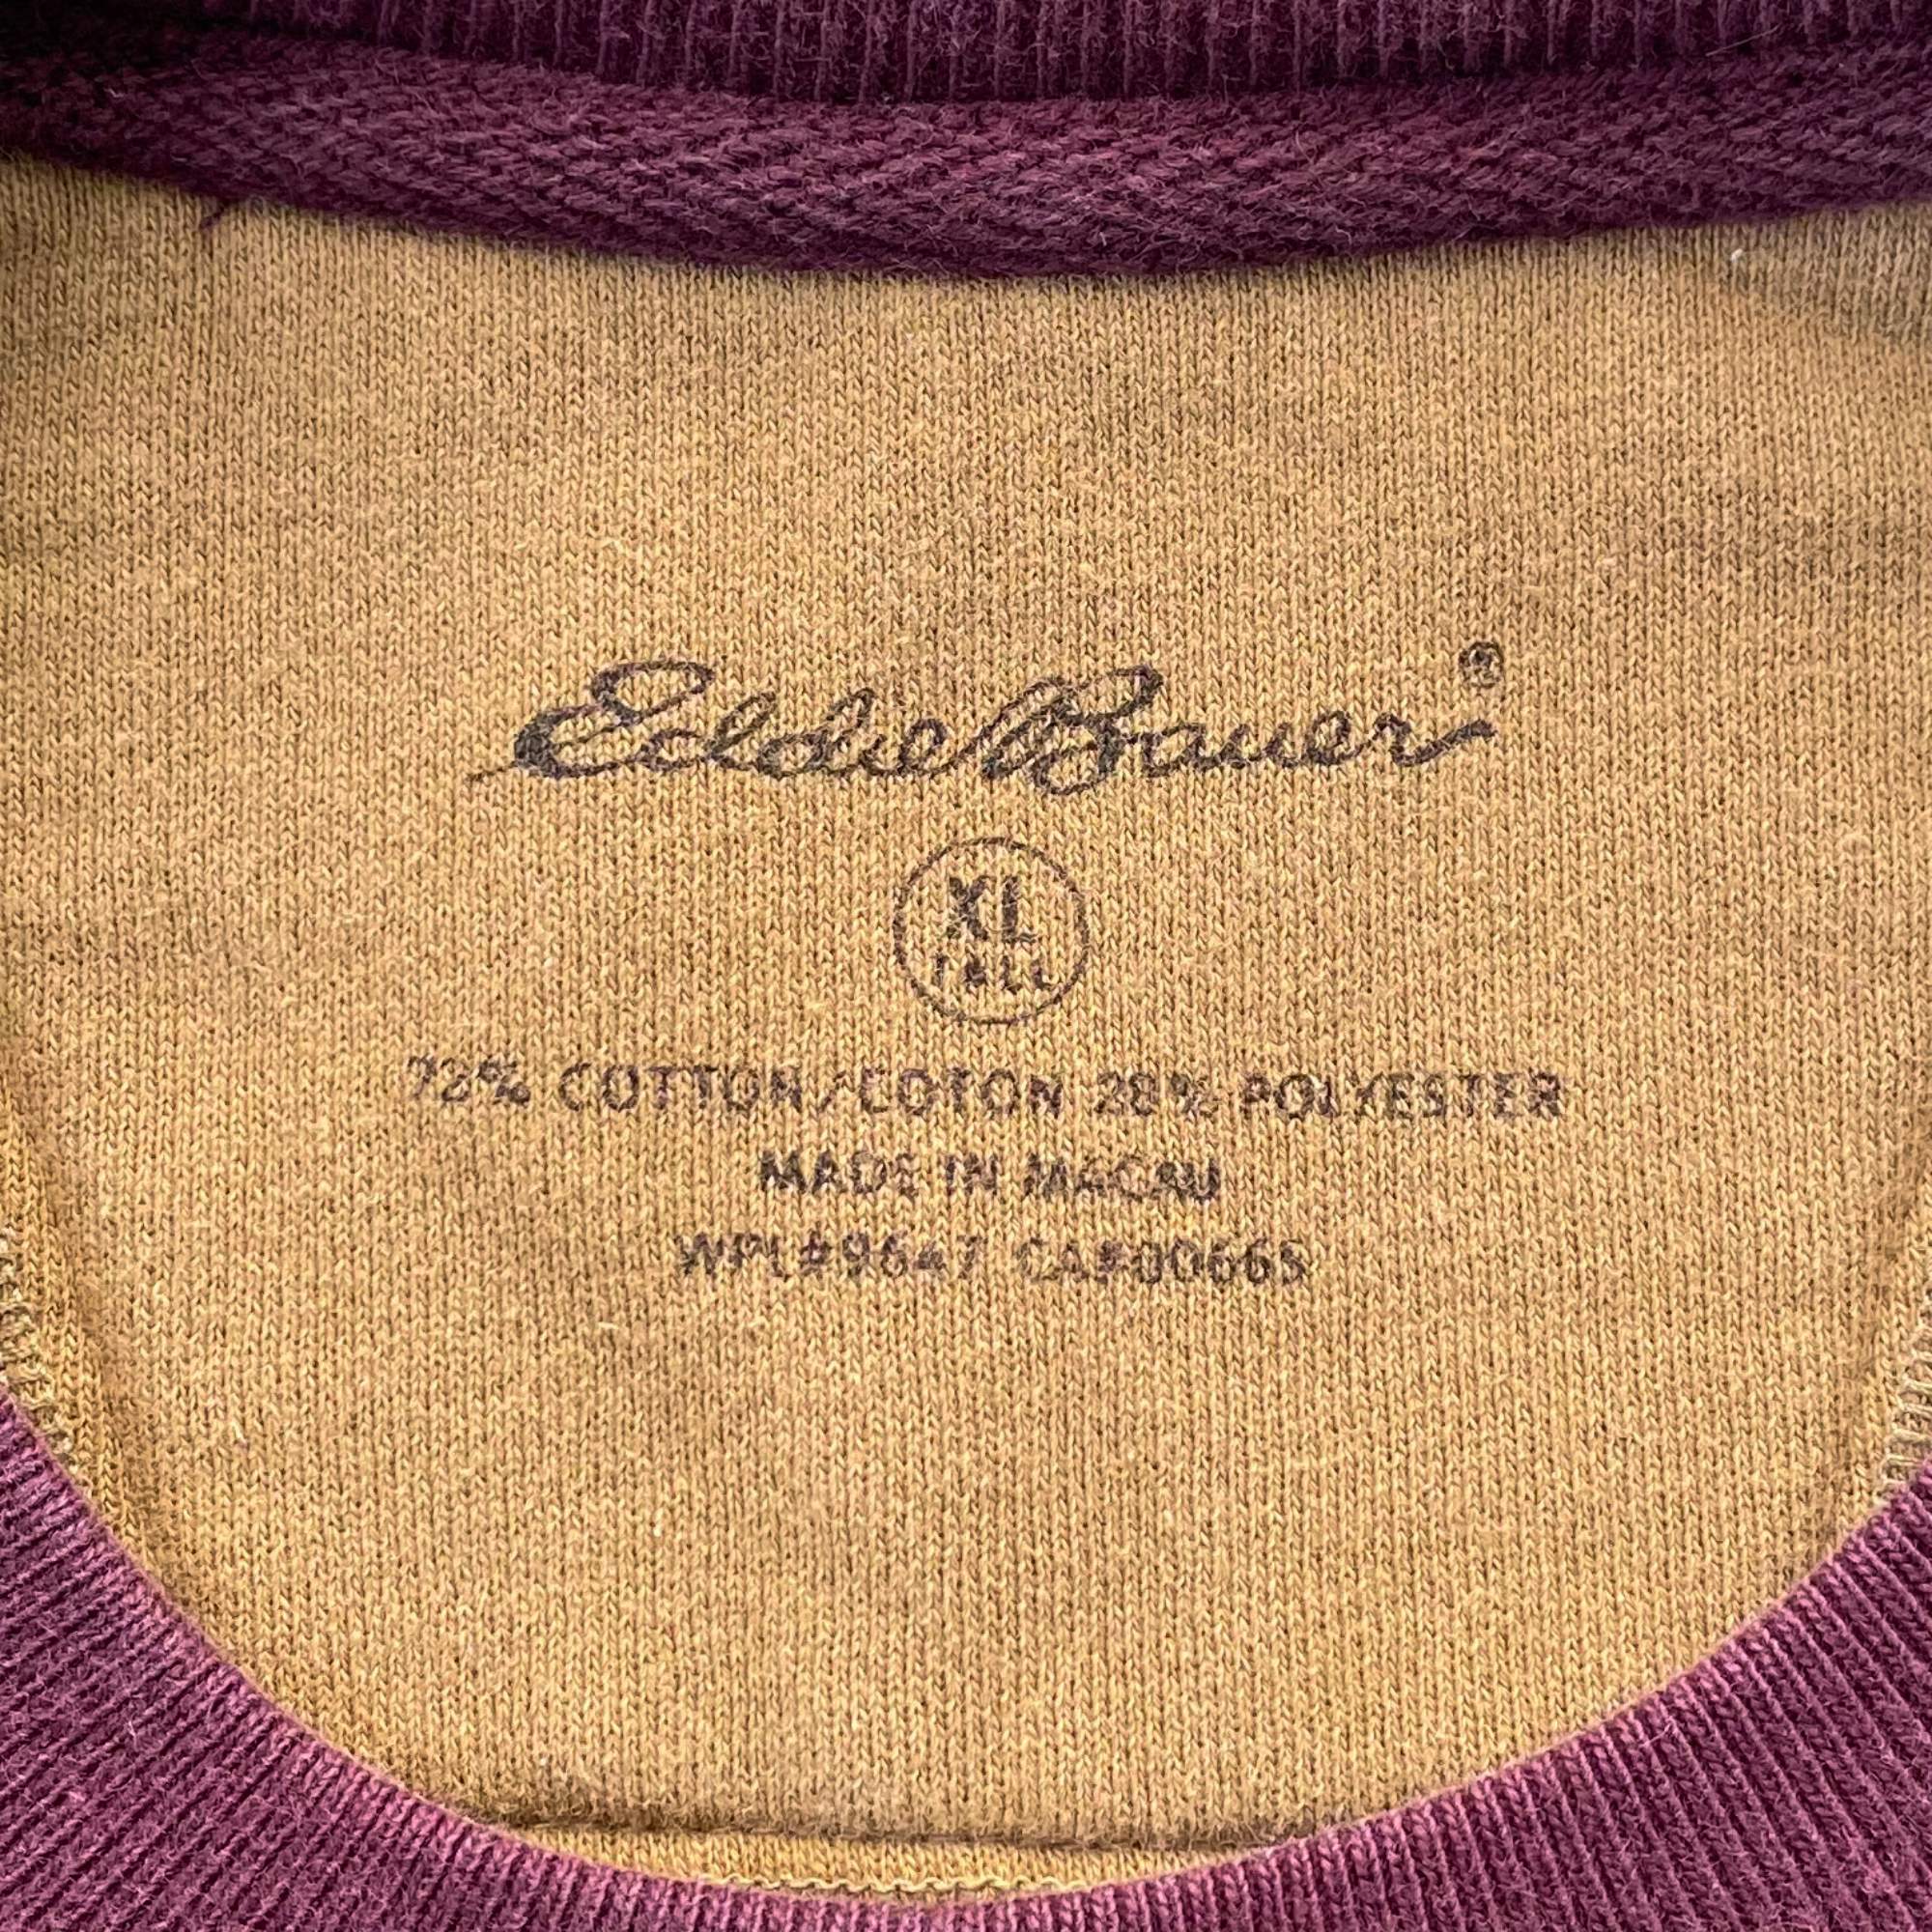 Eddie Bauer®
XL
TALL
72% COTTON/COTON 28% POLYESTER
MADE IN MACAU
WPL#9647 CA#00665